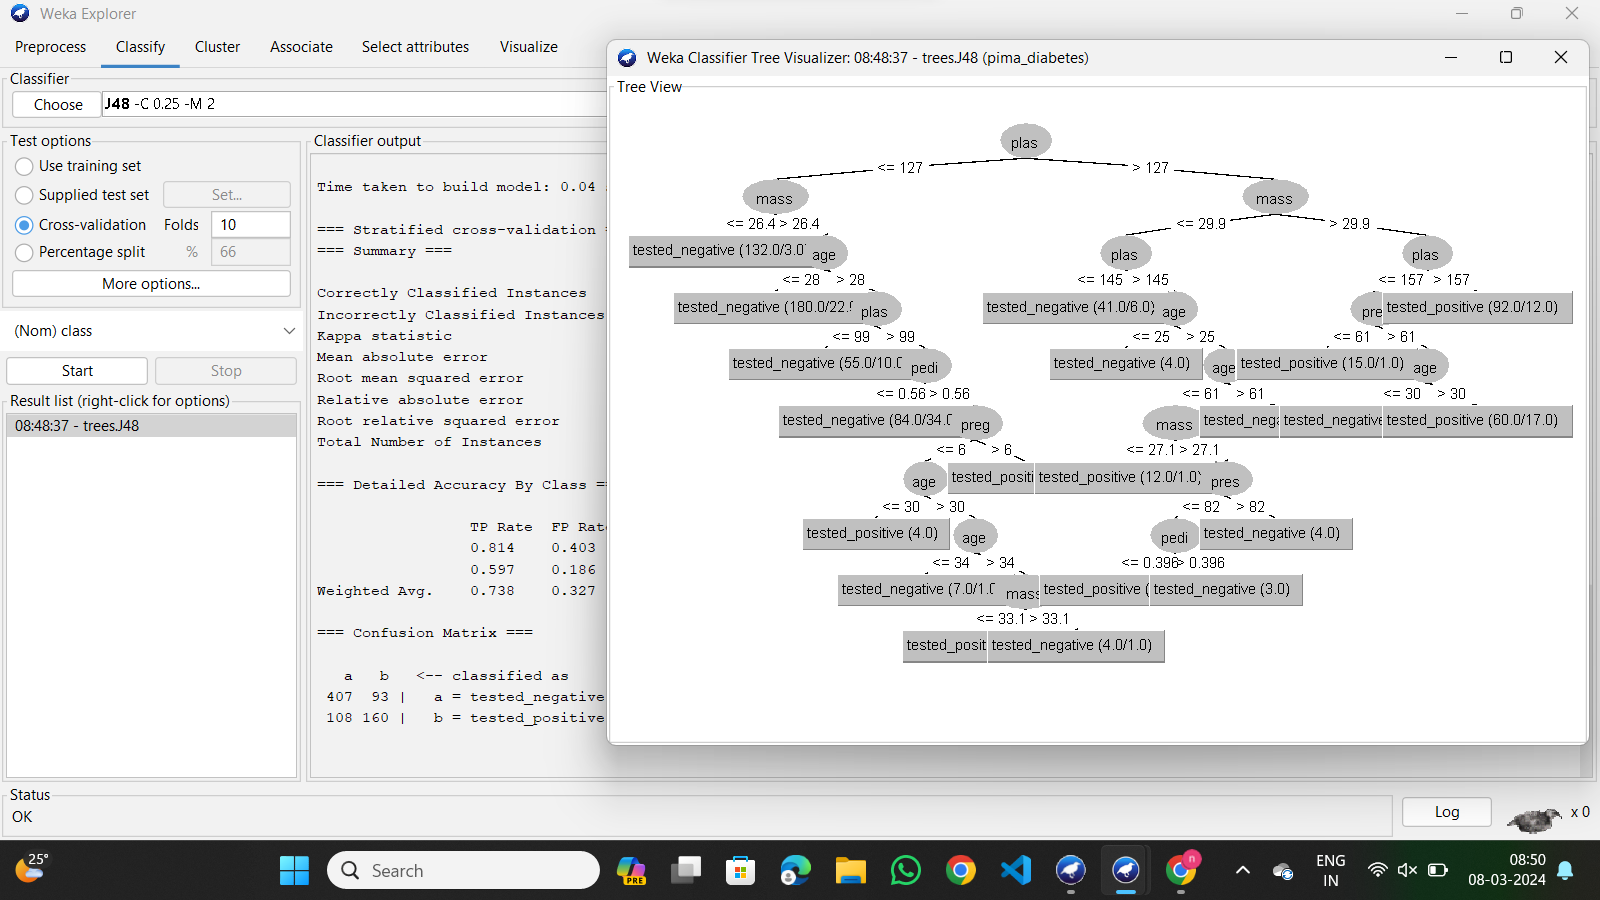 Weka Explorer
Preprocess Classify Cluster Associate Select attributes Visualize
Classifier
Choose J48 -C 0.25 -M 2
Test options
Use training set
Supplied test set Set...
Cross-validation Folds 10
Percentage split % 66
More options...
(Nom) class
Start Stop
Result list (right-click for options)
08:48:37 - trees.J48
Classifier output
Time taken to build model: 0.04
=== Stratified cross-validation
=== Summary ===
Correctly Classified Instances
Incorrectly Classified Instances
Kappa statistic
Mean absolute error
Root mean squared error
Relative absolute error
Root relative squared error
Total Number of Instances
=== Detailed Accuracy By Class =
TP Rate FP Rat
0.814 0.403
0.597 0.186
Weighted Avg. 0.738 0.327
=== Confusion Matrix ===
a b <-- classified as
407 93 | a = tested_negative
108 160 | b = tested_positive
Weka Classifier Tree Visualizer: 08:48:37 - trees.J48 (pima_diabetes)
Tree View
plas
<= 127 > 127
mass mass
<= 26.4 > 26.4 <= 29.9 > 29.9
tested_negative (132.0/3.0) age plas plas
<= 28 > 28 <= 145 > 145 <= 157 > 157
tested_negative (180.0/22. plas tested_negative (41.0/6.0) age pre tested_positive (92.0/12.0)
<= 99 > 99 <= 25 > 25 <= 61 > 61
tested_negative (55.0/10.0 pedi tested_negative (4.0) age tested_positive (15.0/1.0) age
<= 0.56 > 0.56 <= 61 > 61 <= 30 > 30
tested_negative (84.0/34.0 preg mass tested_neg tested_negative tested_positive (60.0/17.0)
<= 6 > 6 <= 27.1 > 27.1
age tested_positi tested_positive (12.0/1.0) pres
<= 30 > 30 <= 82 > 82
tested_positive (4.0) age pedi tested_negative (4.0)
<= 34 > 34 <= 0.396 > 0.396
tested_negative (7.0/1.0 mass tested_positive ( tested_negative (3.0)
<= 33.1 > 33.1
tested_posit tested_negative (4.0/1.0)
Status
OK
Log x 0
25°
Search
PRE
n
ENG
IN
08:50
08-03-2024